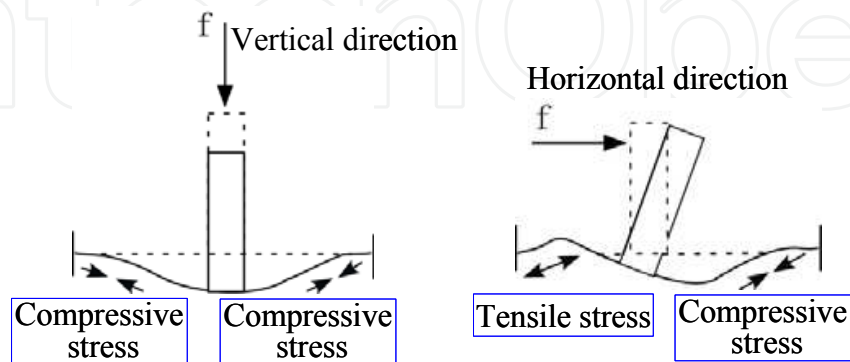 f
Vertical direction
Horizontal direction
f
Compressive
stress
Compressive
stress
Tensile stress
Compressive
stress